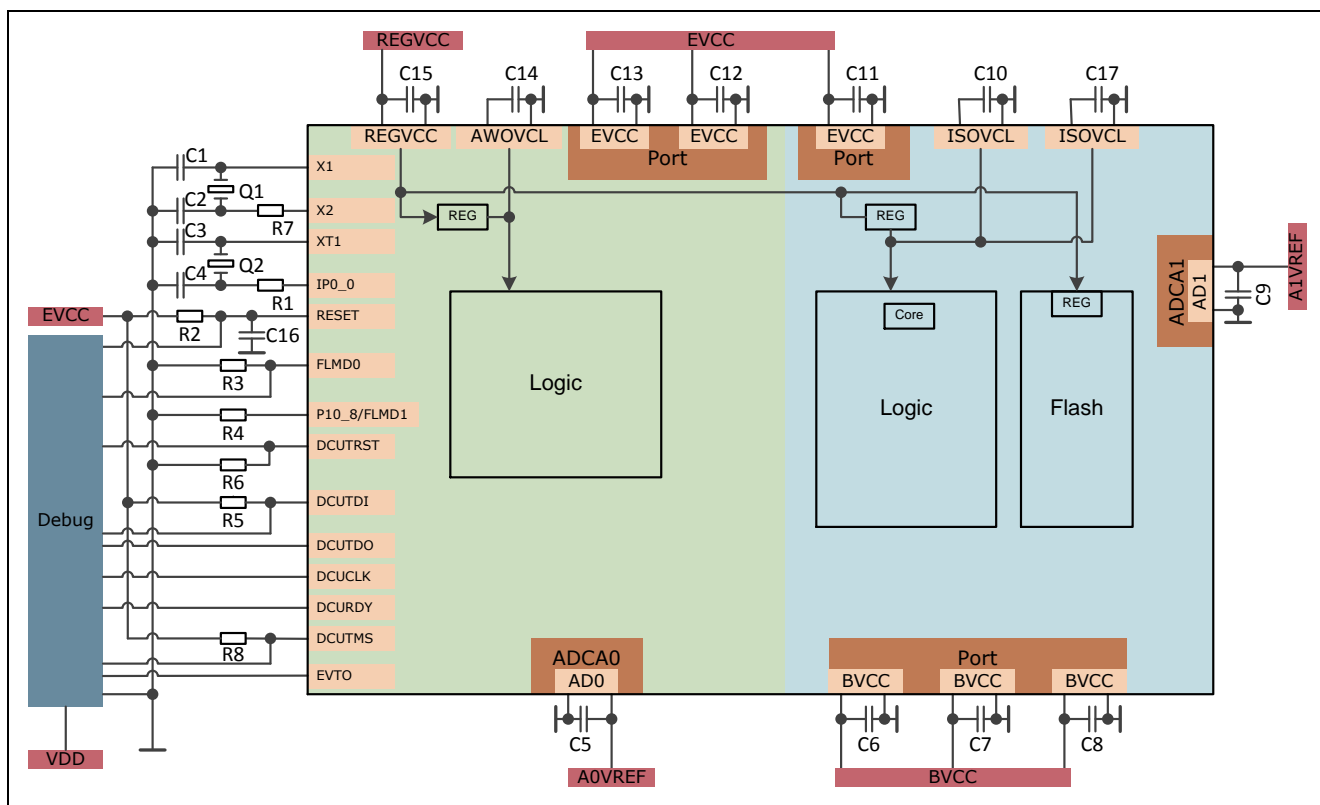 REGVCC
EVCC
C15
C14
C13
C12
C11
C10
C17
REGVCC
AWOVCL
EVCC
EVCC
EVCC
ISOVCL
ISOVCL
Port
Port
C1
X1
Q1
C2
X2
REG
REG
R7
C3
XT1
Q2
C4
IP0_0
R1
ADCA1
AD1
C9
A1VREF
EVCC
RESET
R2
C16
REG
Core
FLMD0
R3
Logic
Logic
Flash
P10_8/FLMD1
R4
DCUTRST
R6
DCUTDI
R5
Debug
DCUTDO
DCUCLK
DCURDY
DCUTMS
R8
EVTO
ADCA0
AD0
Port
BVCC
BVCC
BVCC
C5
C6
C7
C8
VDD
A0VREF
BVCC